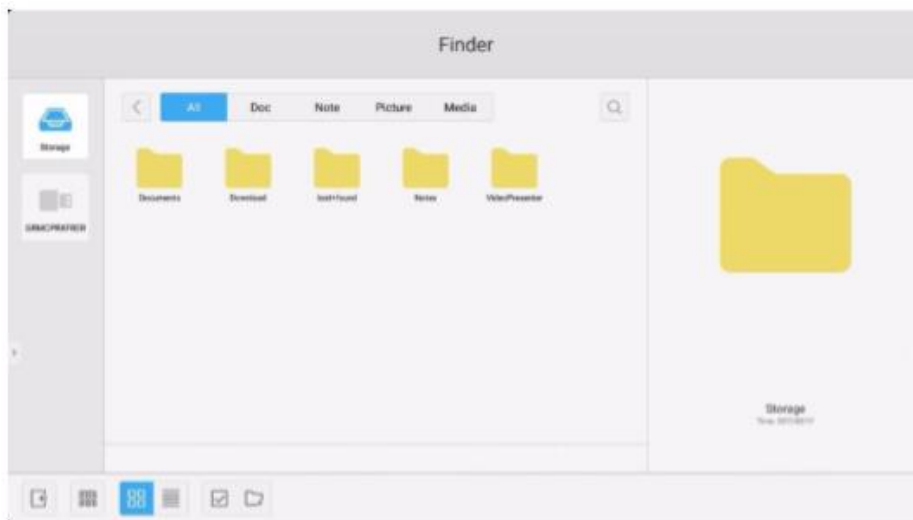 Finder
All Doc Note Picture Media
Storage
Documents Download lost+found Notes VideoPresenter
Storage